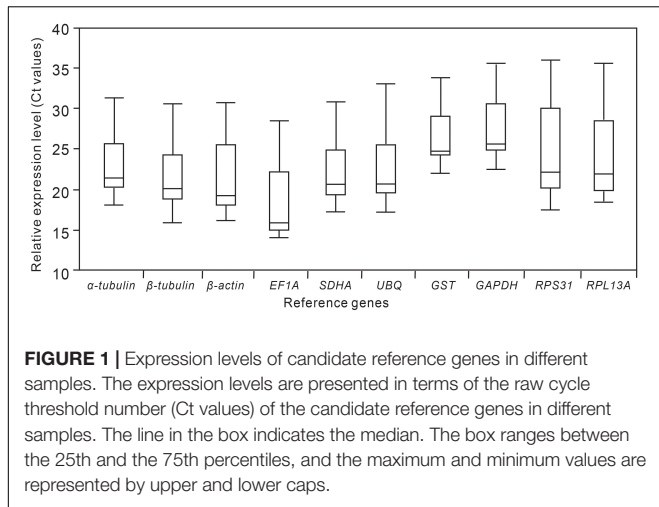 40
35
30
25
20
15
10
Relative expression level (Ct values)
α-tubulin β-tubulin β-actin EF1A SDHA UBQ GST GAPDH RPS31 RPL13A
Reference genes
FIGURE 1 | Expression levels of candidate reference genes in different
samples. The expression levels are presented in terms of the raw cycle
threshold number (Ct values) of the candidate reference genes in different
samples. The line in the box indicates the median. The box ranges between
the 25th and the 75th percentiles, and the maximum and minimum values are
represented by upper and lower caps.